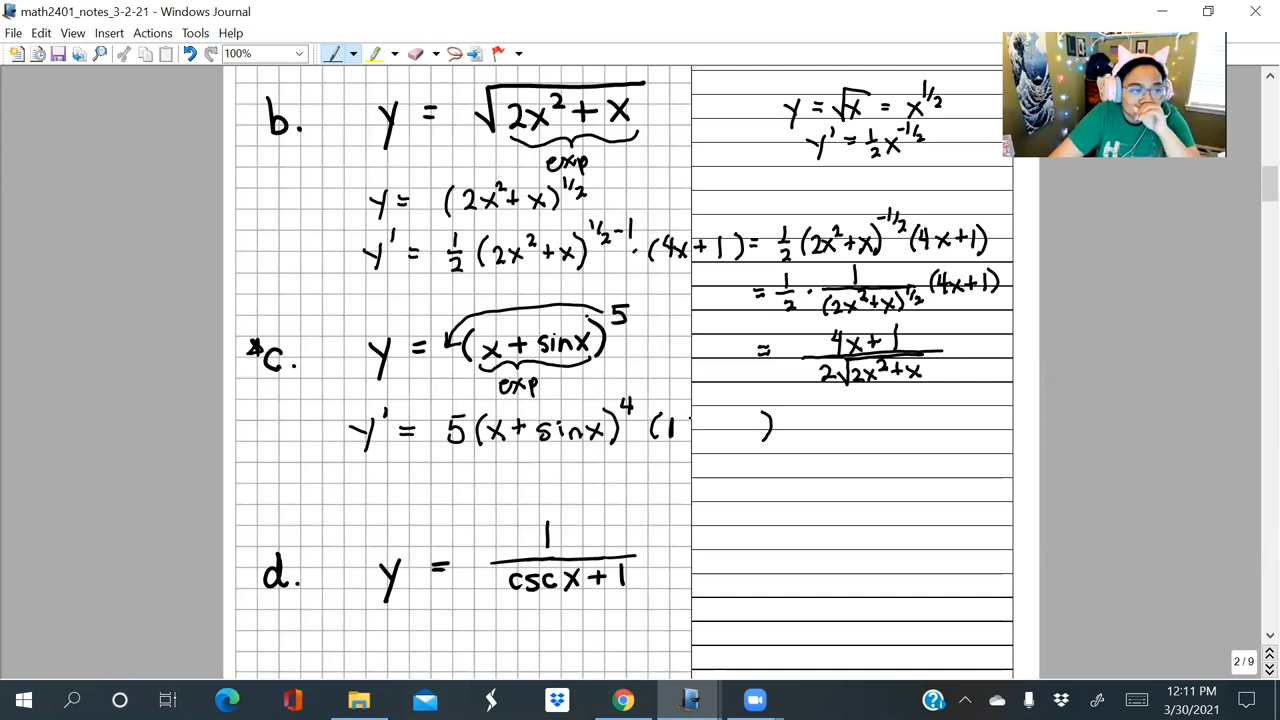 math2401_notes_3-2-21 - Windows Journal
File Edit View Insert Actions Tools Help
100%
b. y = √(2x² + x)
exp
y = (2x² + x)^1/2
y' = 1/2 (2x² + x)^1/2-1 · (4x + 1) = 1/2 (2x² + x)^-1/2 (4x + 1)
= 1/2 · 1/(2x² + x)^1/2 (4x + 1)
= (4x + 1)/(2√(2x² + x))
y = √x = x^1/2
y' = 1/2 x^-1/2
*c. y = (x + sinx)^5
exp
y' = 5(x + sinx)^4 (1 )
d. y = 1/(cscx + 1)
2 / 9
12:11 PM
3/30/2021